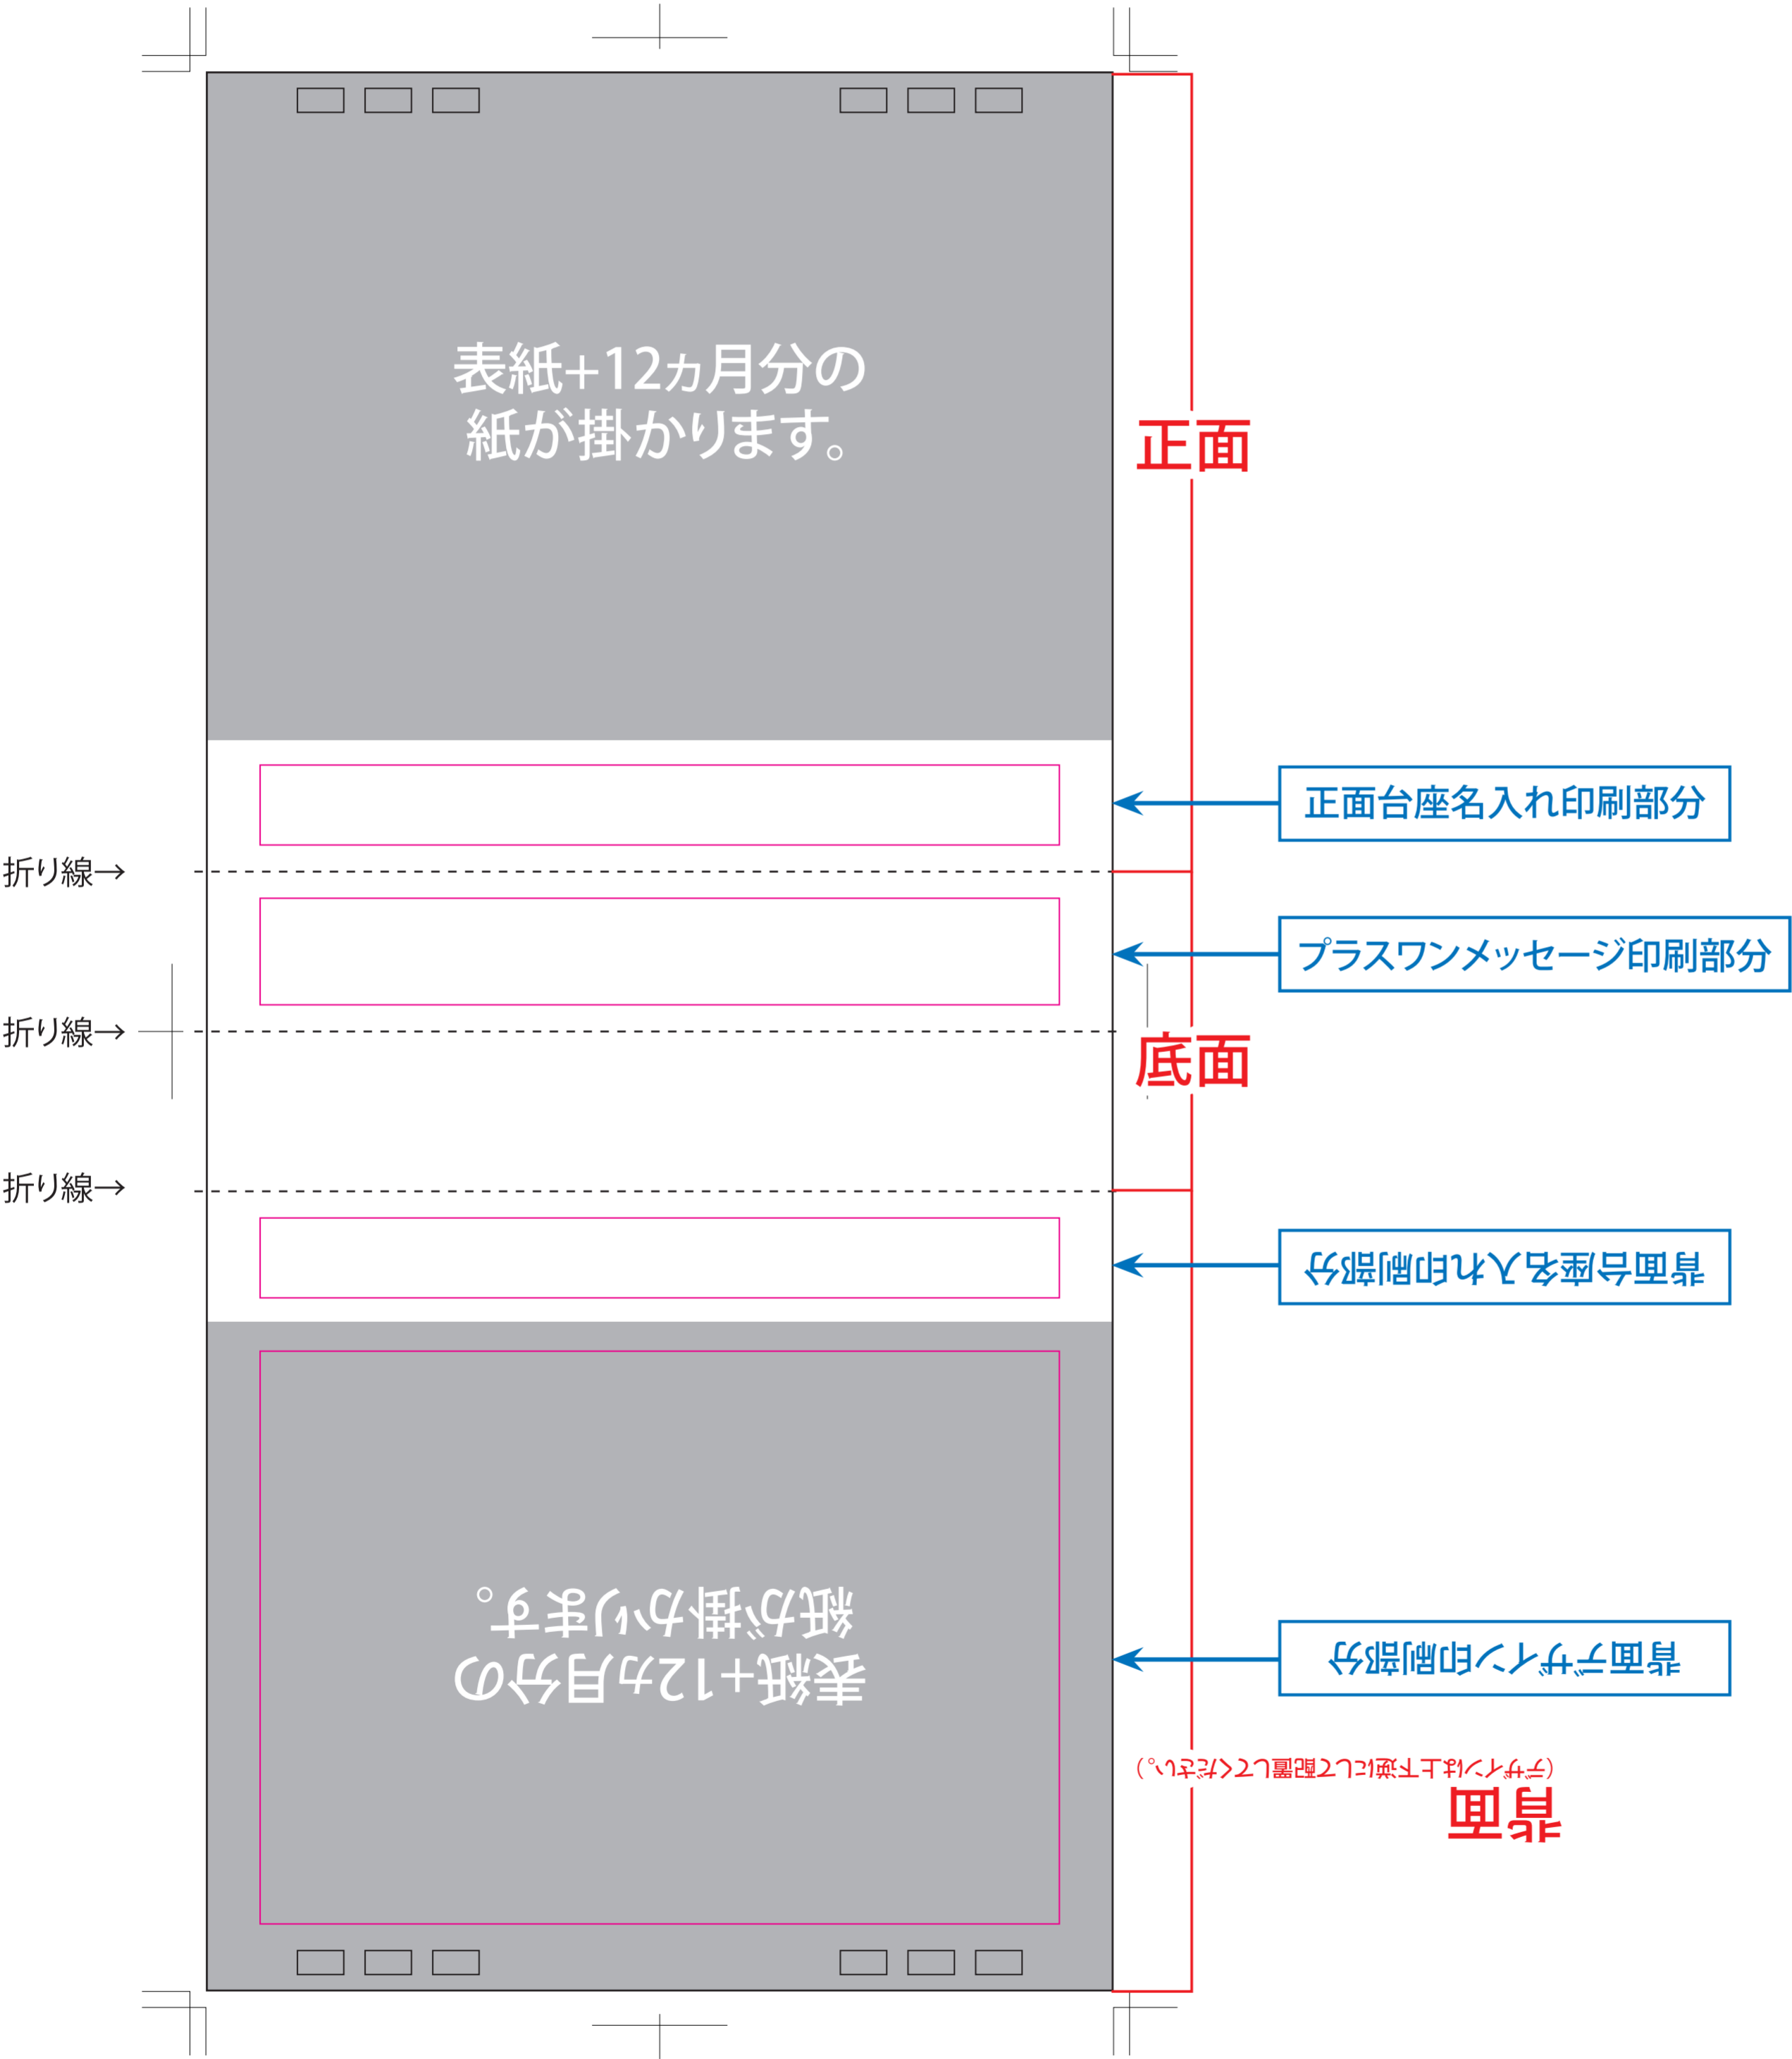 表紙+12ヵ月分の
紙が掛かります。
正面
正面台座名入れ印刷部分
折り線→
プラスワンメッセージ印刷部分
折り線→
底面
折り線→
背面台座名入れ印刷部分
表紙+12ヵ月分の
紙が掛かります。
背面デザイン印刷部分
背面
（デザインは上下を反転して配置してください。）